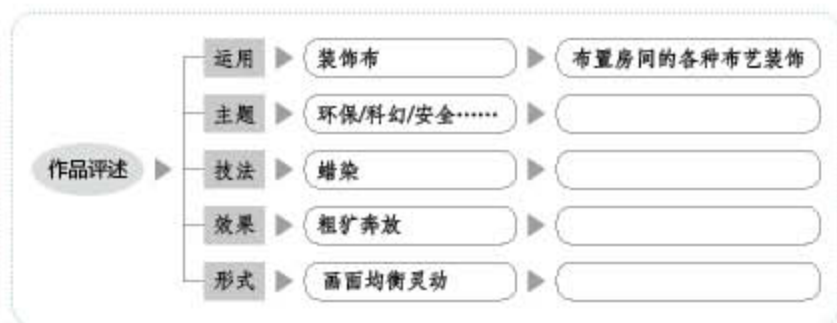 运用 装饰布 布置房间的各种布艺装饰
主题 环保/科幻/安全……
作品评述 技法 蜡染
效果 粗犷奔放
形式 画面均衡灵动